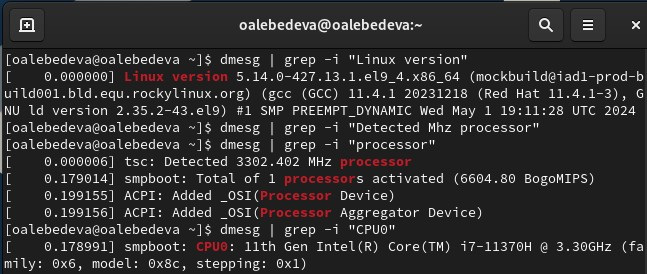 oalebedeva@oalebedeva:~
[oalebedeva@oalebedeva ~]$ dmesg | grep -i "Linux version"
[    0.000000] Linux version 5.14.0-427.13.1.el9_4.x86_64 (mockbuild@iad1-prod-b
uild001.bld.equ.rockylinux.org) (gcc (GCC) 11.4.1 20231218 (Red Hat 11.4.1-3), G
NU ld version 2.35.2-43.el9) #1 SMP PREEMPT_DYNAMIC Wed May 1 19:11:28 UTC 2024
[oalebedeva@oalebedeva ~]$ dmesg | grep -i "Detected Mhz processor"
[oalebedeva@oalebedeva ~]$ dmesg | grep -i "processor"
[    0.000006] tsc: Detected 3302.402 MHz processor
[    0.179014] smpboot: Total of 1 processors activated (6604.80 BogoMIPS)
[    0.199155] ACPI: Added _OSI(Processor Device)
[    0.199156] ACPI: Added _OSI(Processor Aggregator Device)
[oalebedeva@oalebedeva ~]$ dmesg | grep -i "CPU0"
[    0.178991] smpboot: CPU0: 11th Gen Intel(R) Core(TM) i7-11370H @ 3.30GHz (fa
mily: 0x6, model: 0x8c, stepping: 0x1)